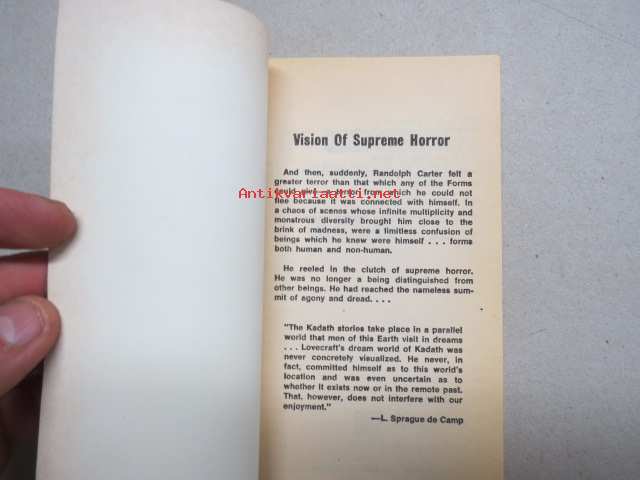 Vision Of Supreme Horror
And then, suddenly, Randolph Carter felt a
greater terror than that which any of the Forms
could give—a terror from which he could not
Antikvariaatti.net
flee because it was connected with himself. In
a chaos of scenes whose infinite multiplicity and
monstrous diversity brought him close to the
brink of madness, were a limitless confusion of
beings which he knew were himself . . . forms
both human and non-human.
He reeled in the clutch of supreme horror.
He was no longer a being distinguished from
other beings. He had reached the nameless sum-
mit of agony and dread. . . .
"The Kadath stories take place in a parallel
world that men of this Earth visit in dreams
. . . Lovecraft's dream world of Kadath was
never concretely visualized. He never, in
fact, committed himself as to this world's
location and was even uncertain as to
whether it exists now or in the remote past.
That, however, does not interfere with our
enjoyment."
—L. Sprague de Camp